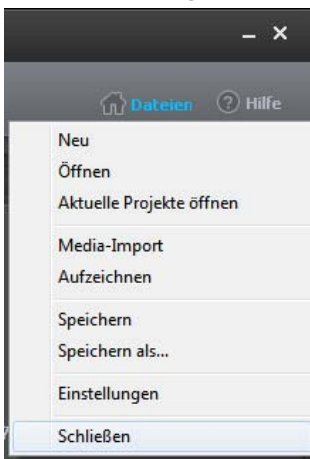 Dateien Hilfe
Neu
Öffnen
Aktuelle Projekte öffnen
Media-Import
Aufzeichnen
Speichern
Speichern als...
Einstellungen
Schließen